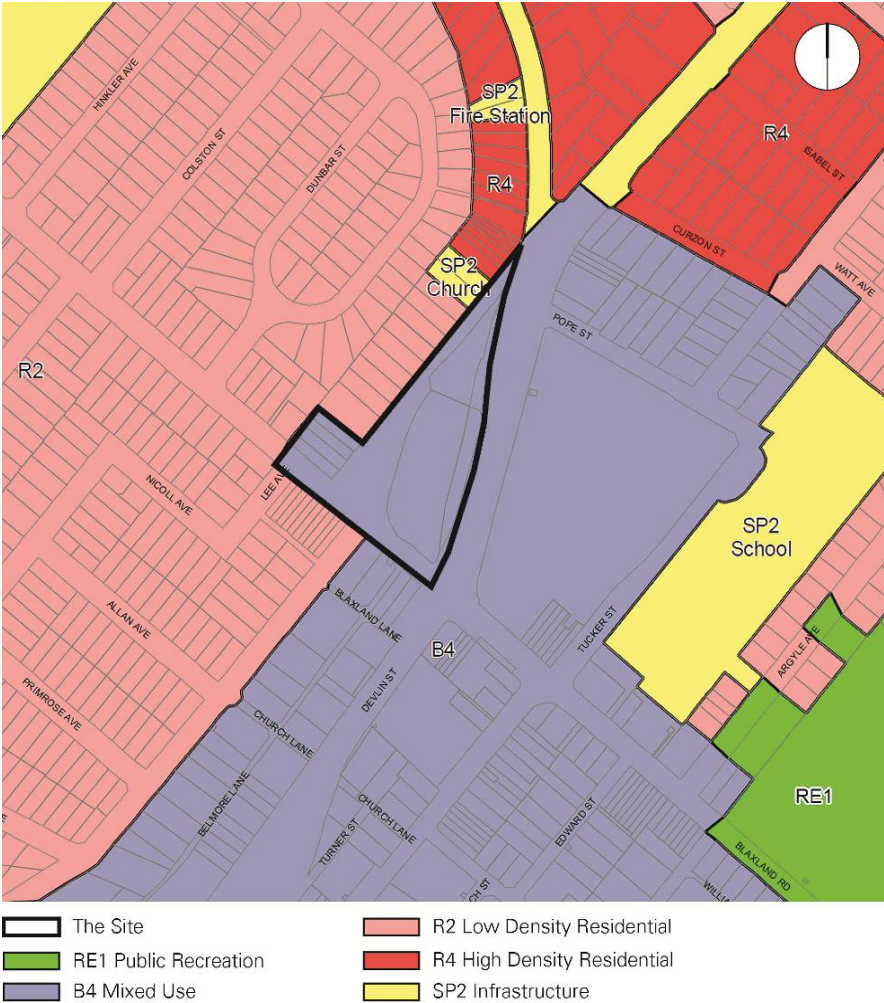 HINKLER AVE
COLSTON ST
DUNBAR ST
SP2
Fire Station
R4
R4
ISABEL ST
CURZON ST
WATT AVE
SP2
Church
POPE ST
R2
LEE AVE
NICOLL AVE
SP2
School
ALLAN AVE
BLAXLAND LANE
TUCKER ST
ARGYLE AVE
B4
DEVLIN ST
PRIMROSE AVE
CHURCH LANE
BELMORE LANE
TURNER ST
CHURCH LANE
EDWARD ST
RE1
BLAXLAND RD
CH ST
WILLIA
The Site
RE1 Public Recreation
B4 Mixed Use
R2 Low Density Residential
R4 High Density Residential
SP2 Infrastructure